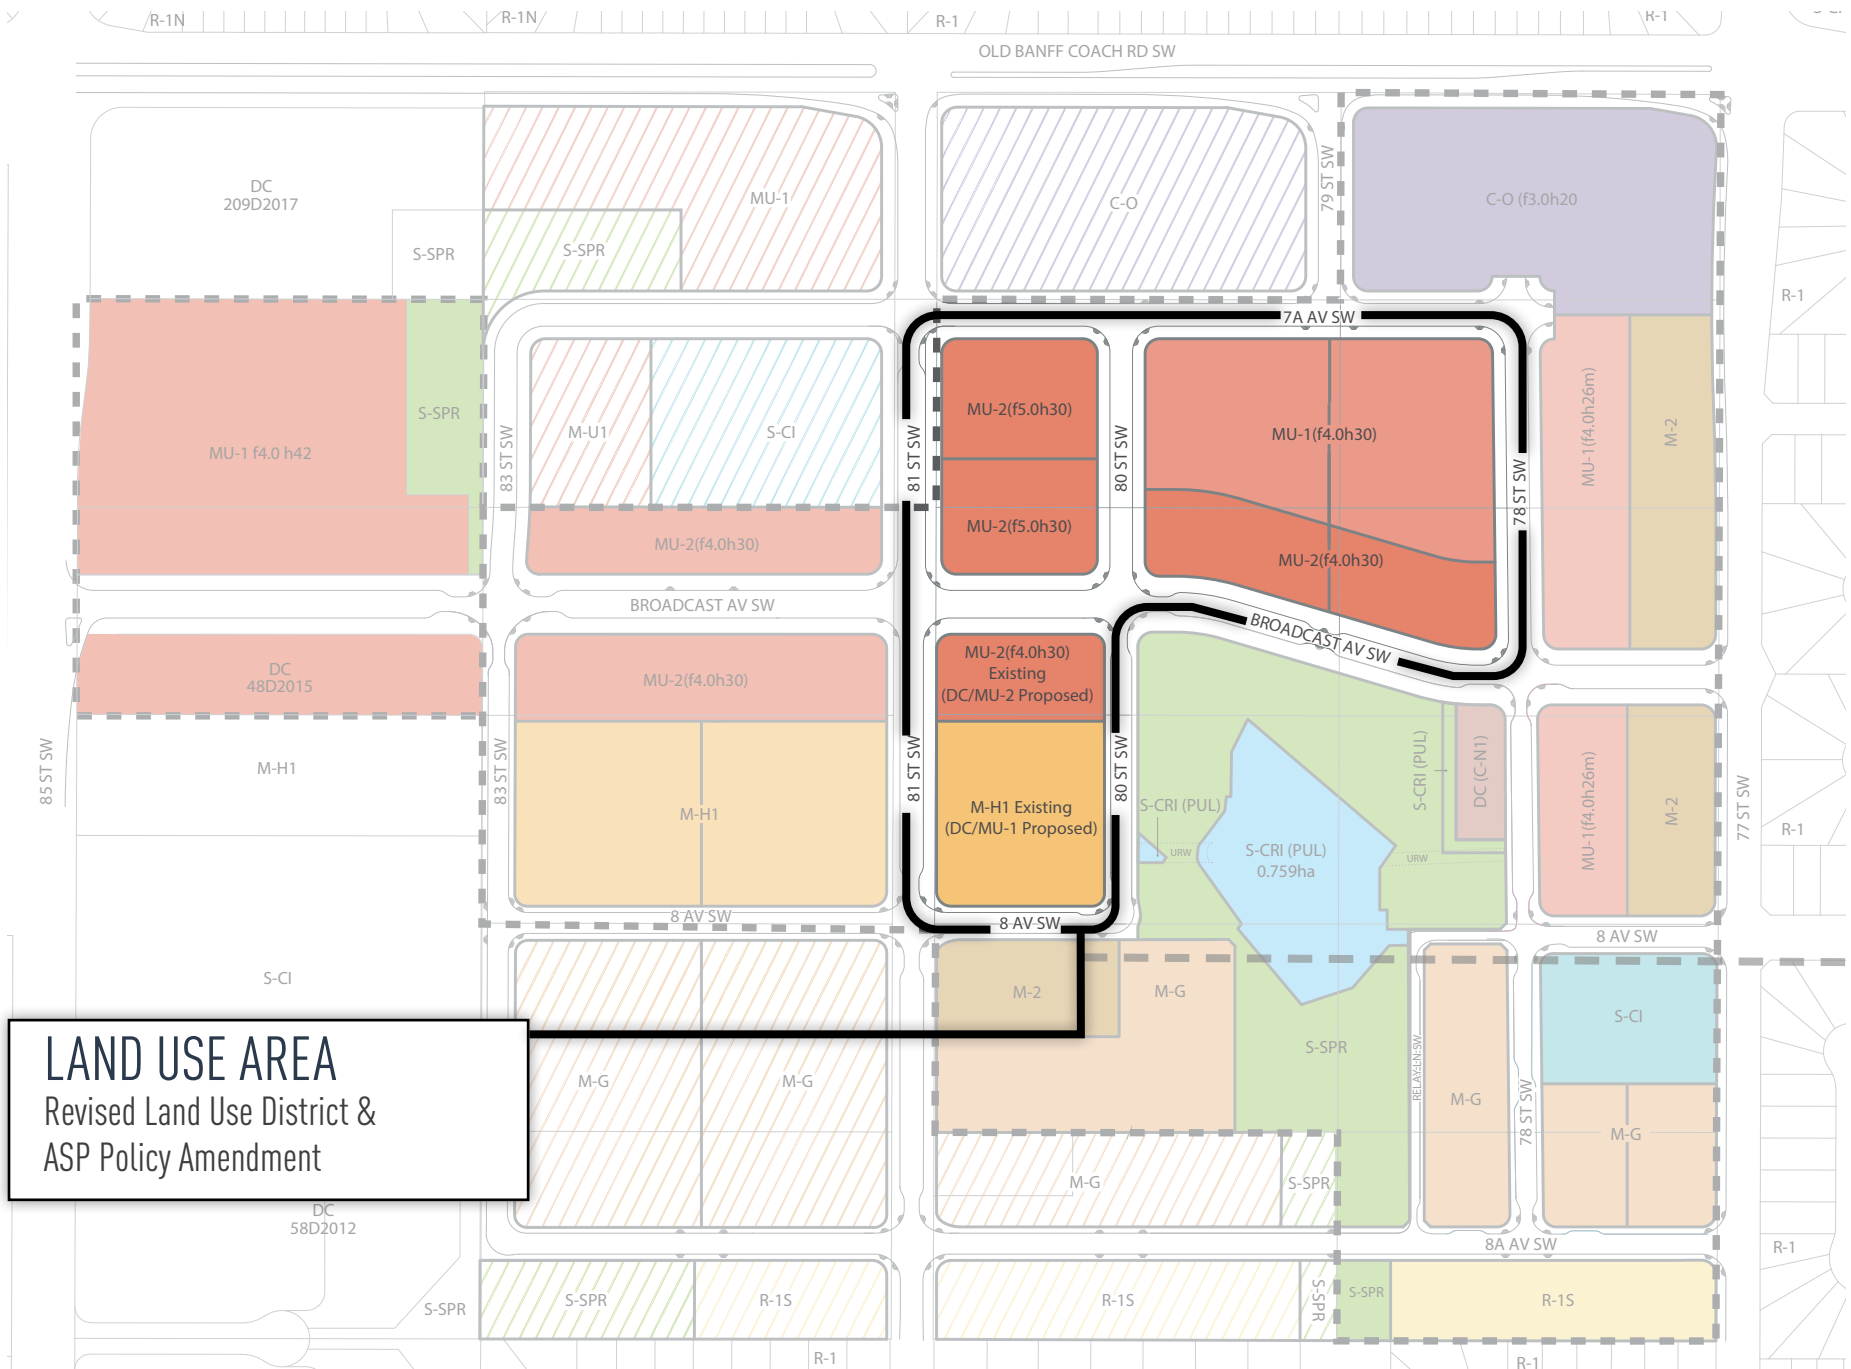 R-1N
R-1N
R-1
R-1
OLD BANFF COACH RD SW
DC
209D2017
S-SPR
S-SPR
MU-1
C-O
79 ST SW
C-O (f3.0h20
R-1
7A AV SW
MU-1 f4.0 h42
S-SPR
83 ST SW
M-U1
S-CI
MU-2(f4.0h30)
81 ST SW
MU-2(f5.0h30)
MU-2(f5.0h30)
80 ST SW
MU-1(f4.0h30)
MU-2(f4.0h30)
78 ST SW
MU-1(f4.0h26m)
M-2
BROADCAST AV SW
BROADCAST AV SW
DC
48D2015
MU-2(f4.0h30)
MU-2(f4.0h30)
Existing
(DC/MU-2 Proposed)
85 ST SW
M-H1
83 ST SW
M-H1
81 ST SW
M-H1 Existing
(DC/MU-1 Proposed)
80 ST SW
S-CRI (PUL)
URW
S-CRI (PUL)
0.759ha
S-CRI (PUL)
DC (C-N1)
URW
MU-1(f4.0h26m)
M-2
77 ST SW
R-1
8 AV SW
8 AV SW
8 AV SW
S-CI
M-2
M-G
S-SPR
RELAY LN SW
M-G
78 ST SW
S-CI
M-G
LAND USE AREA
Revised Land Use District &
ASP Policy Amendment
M-G
M-G
M-G
S-SPR
DC
58D2012
8A AV SW
R-1
S-SPR
S-SPR
R-1S
R-1S
S-SPR
S-SPR
R-1S
R-1
R-1